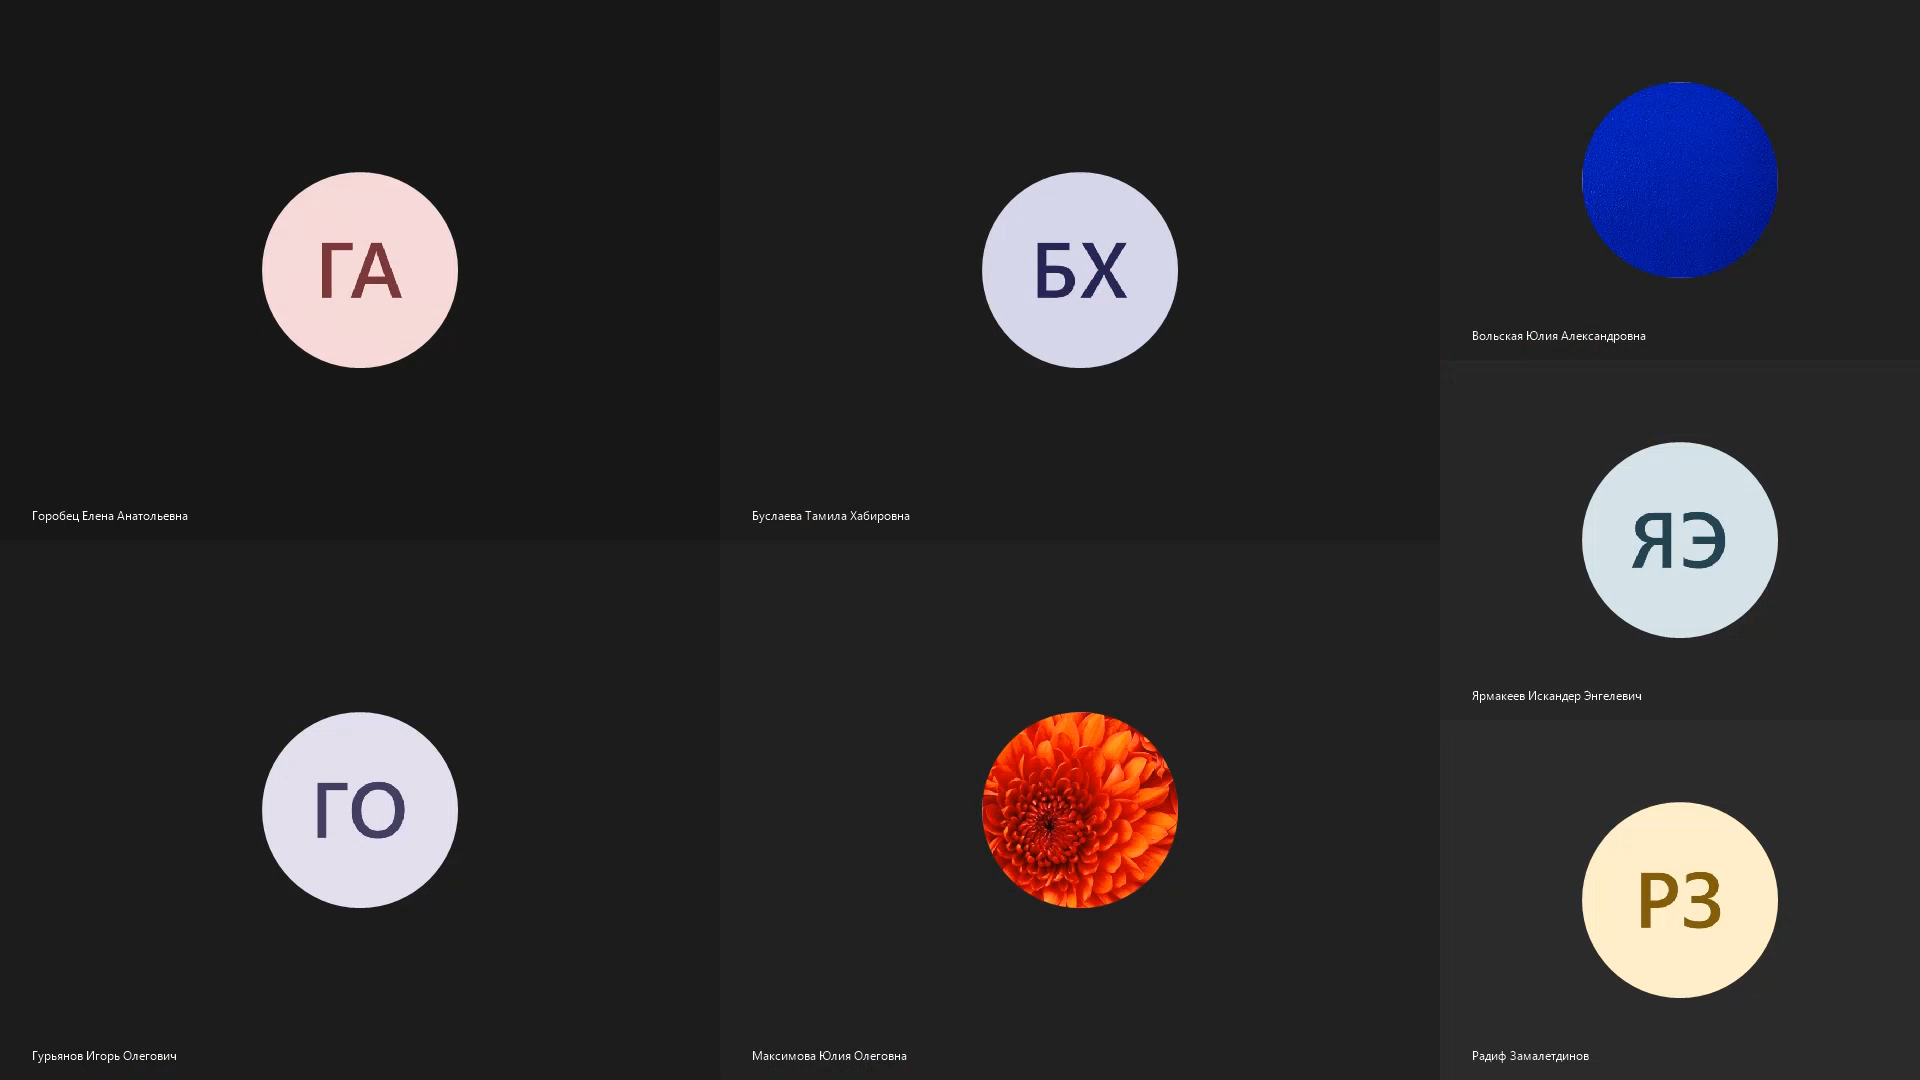 ГА
Горобец Елена Анатольевна
БХ
Буслаева Тамила Хабировна
Вольская Юлия Александровна
ЯЭ
Ярмакеев Искандер Энгелевич
ГО
Гурьянов Игорь Олегович
Максимова Юлия Олеговна
РЗ
Радиф Замалетдинов